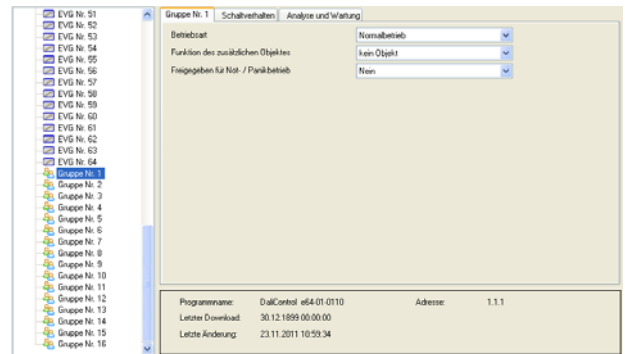 EVG Nr. 51
EVG Nr. 52
EVG Nr. 53
EVG Nr. 54
EVG Nr. 55
EVG Nr. 56
EVG Nr. 57
EVG Nr. 58
EVG Nr. 59
EVG Nr. 60
EVG Nr. 61
EVG Nr. 62
EVG Nr. 63
EVG Nr. 64
Gruppe Nr. 1
Gruppe Nr. 2
Gruppe Nr. 3
Gruppe Nr. 4
Gruppe Nr. 5
Gruppe Nr. 6
Gruppe Nr. 7
Gruppe Nr. 8
Gruppe Nr. 9
Gruppe Nr. 10
Gruppe Nr. 11
Gruppe Nr. 12
Gruppe Nr. 13
Gruppe Nr. 14
Gruppe Nr. 15
Gruppe Nr. 16
Gruppe Nr. 1 Schaltverhalten Analyse und Wartung
Betriebsart Normalbetrieb
Funktion des zusätzlichen Objektes kein Objekt
Freigegeben für Not- / Panikbetrieb Nein
Programmname: DaliControl e64-01-0110 Adresse: 1.1.1
Letzter Download: 30.12.1899 00:00:00
Letzte Änderung: 23.11.2011 10:59:34